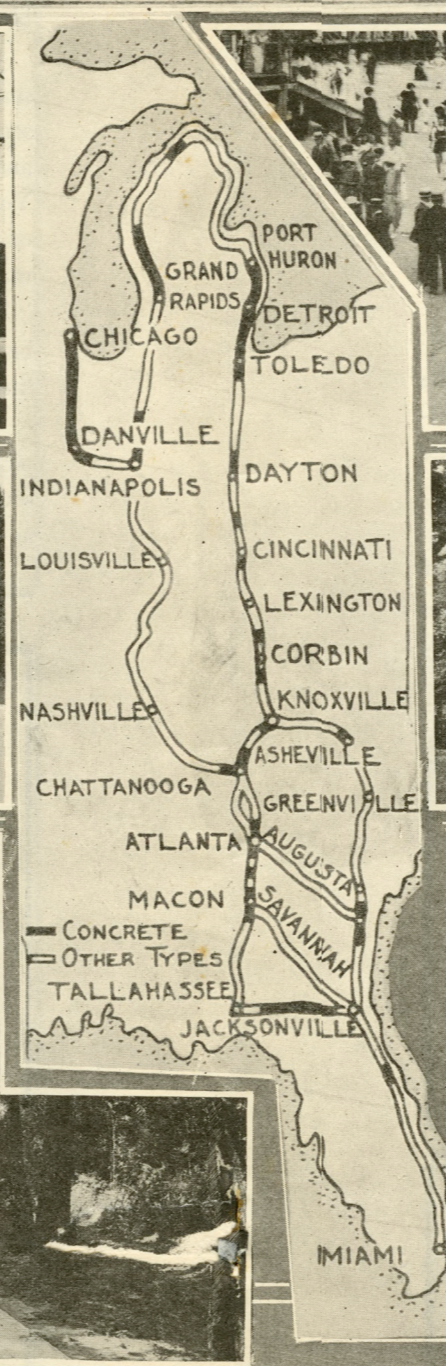 PORT
HURON
GRAND
RAPIDS
DETROIT
CHICAGO
TOLEDO
DANVILLE
INDIANAPOLIS
DAYTON
LOUISVILLE
CINCINNATI
LEXINGTON
CORBIN
NASHVILLE
KNOXVILLE
ASHEVILLE
CHATTANOOGA
GREENVILLE
ATLANTA
AUGUSTA
MACON
SAVANNAH
CONCRETE
OTHER TYPES
TALLAHASSEE
JACKSONVILLE
MIAMI